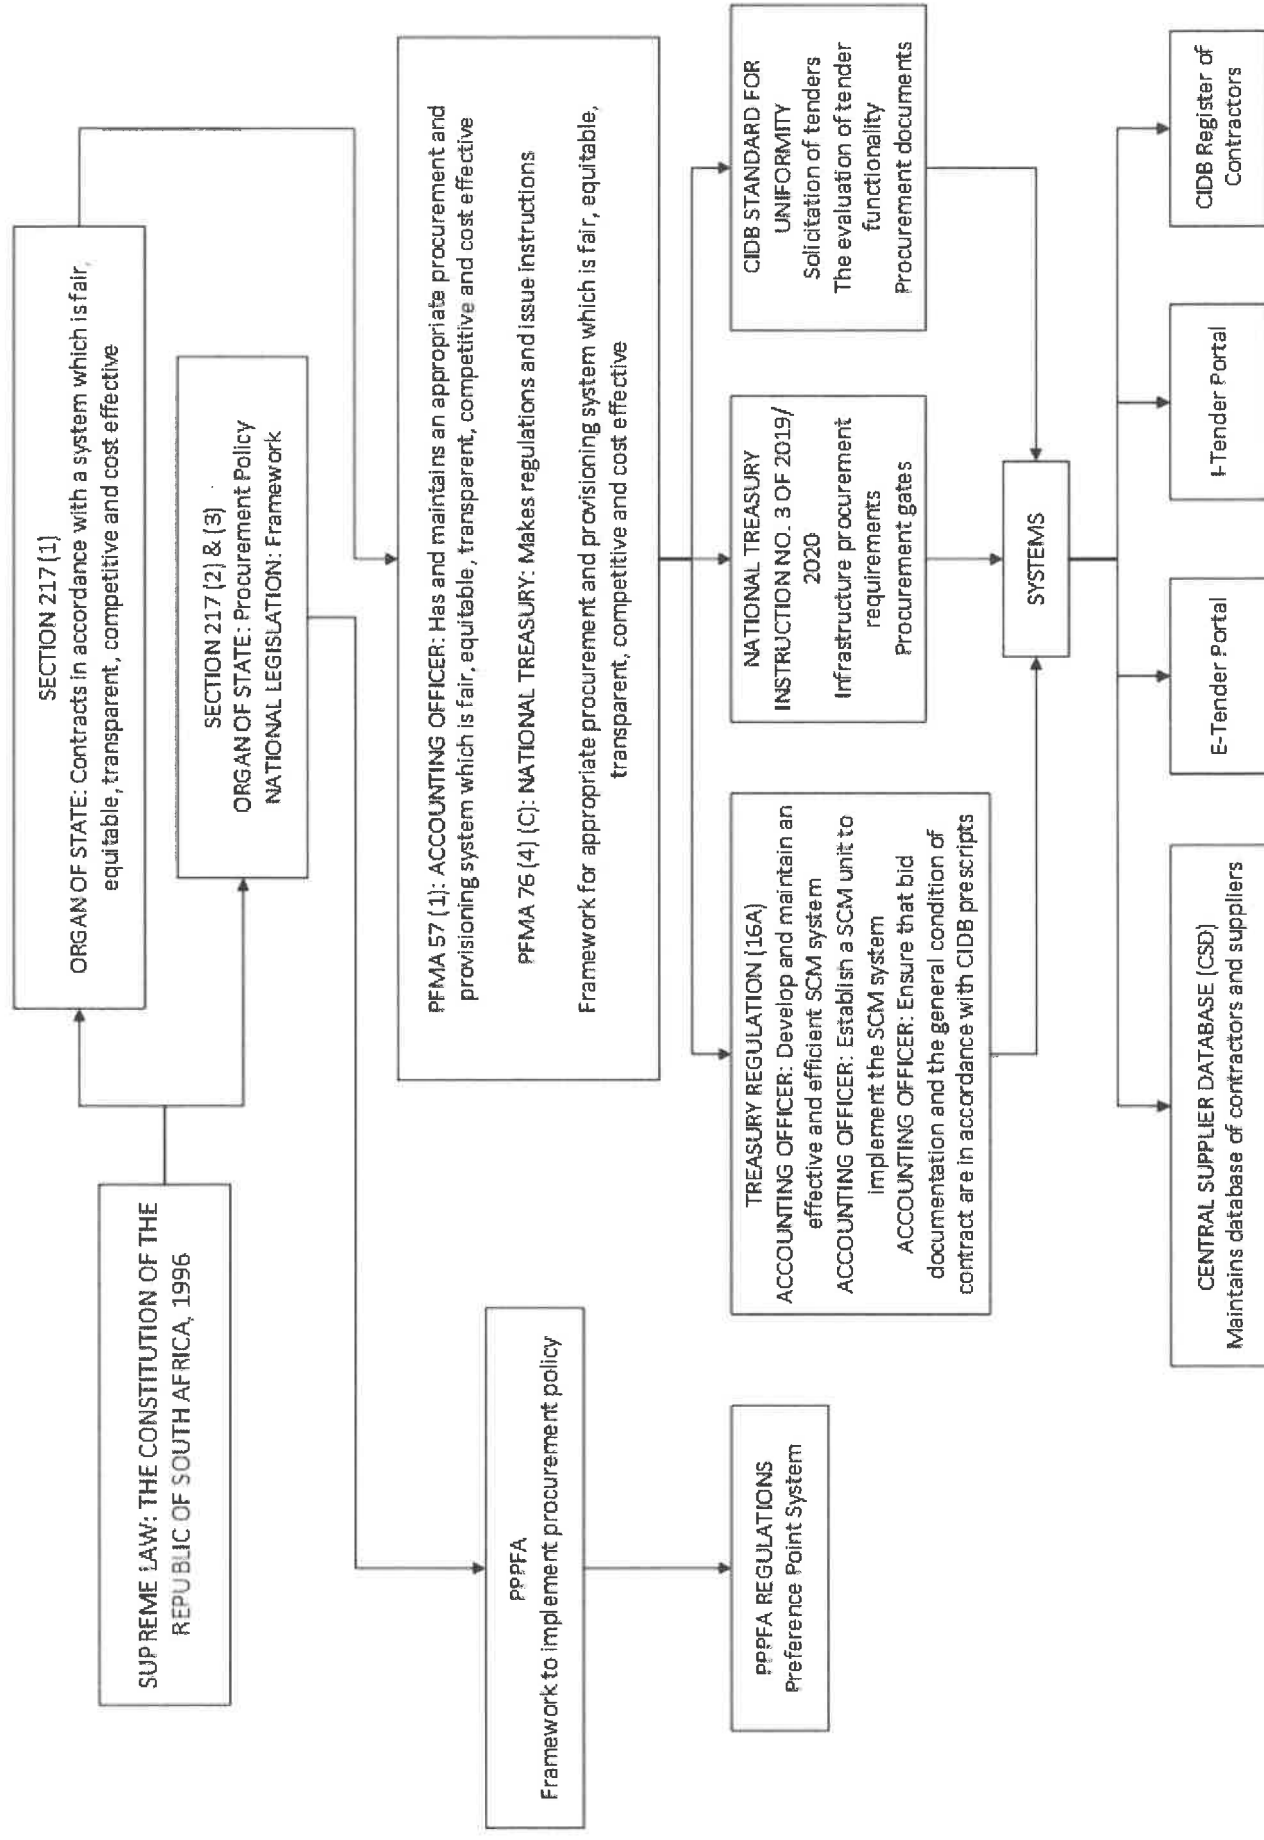 SUPREME LAW: THE CONSTITUTION OF THE
REPUBLIC OF SOUTH AFRICA, 1996
SECTION 217 (1)
ORGAN OF STATE: Contracts in accordance with a system which is fair,
equitable, transparent, competitive and cost effective
SECTION 217 (2) & (3)
ORGAN OF STATE: Procurement Policy
NATIONAL LEGISLATION: Framework
PPPFA
Framework to implement procurement policy
PFMA 57 (1): ACCOUNTING OFFICER: Has and maintains an appropriate procurement and
provisioning system which is fair, equitable, transparent, competitive and cost effective
PFMA 76 (4) (C): NATIONAL TREASURY: Makes regulations and issue instructions
Framework for appropriate procurement and provisioning system which is fair, equitable,
transparent, competitive and cost effective
PPPFA REGULATIONS
Preference Point System
TREASURY REGULATION (16A)
ACCOUNTING OFFICER: Develop and maintain an
effective and efficient SCM system
ACCOUNTING OFFICER: Establish a SCM unit to
implement the SCM system
ACCOUNTING OFFICER: Ensure that bid
documentation and the general condition of
contract are in accordance with CIDB prescripts
NATIONAL TREASURY
INSTRUCTION NO. 3 OF 2019/
2020
Infrastructure procurement
requirements
Procurement gates
CIDB STANDARD FOR
UNIFORMITY
Solicitation of tenders
The evaluation of tender
functionality
Procurement documents
SYSTEMS
CENTRAL SUPPLIER DATABASE (CSD)
Maintains database of contractors and suppliers
E-Tender Portal
I-Tender Portal
CIDB Register of
Contractors